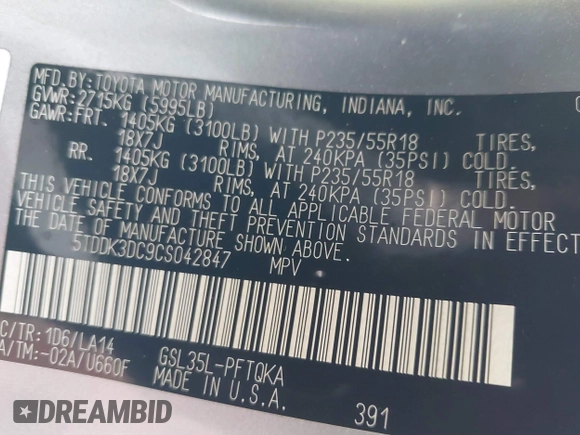 MFD. BY: TOYOTA MOTOR MANUFACTURING, INDIANA, INC.
GVWR: 2715KG (5995LB)
GAWR: FRT. 1405KG (3100LB) WITH P235/55R18 TIRES,
18X7J RIMS, AT 240KPA (35PSI) COLD.
RR. 1405KG (3100LB) WITH P235/55R18 TIRES,
18X7J RIMS, AT 240KPA (35PSI) COLD.
THIS VEHICLE CONFORMS TO ALL APPLICABLE FEDERAL MOTOR
VEHICLE SAFETY AND THEFT PREVENTION STANDARDS IN EFFECT ON THE
DATE OF MANUFACTURE SHOWN ABOVE.
5TDDK3DC9CS042847 MPV
C/TR: 1D6/LA14
A/TM: -02A/U660F
GSL35L-PFTQKA
MADE IN U.S.A.
391
DREAMBID